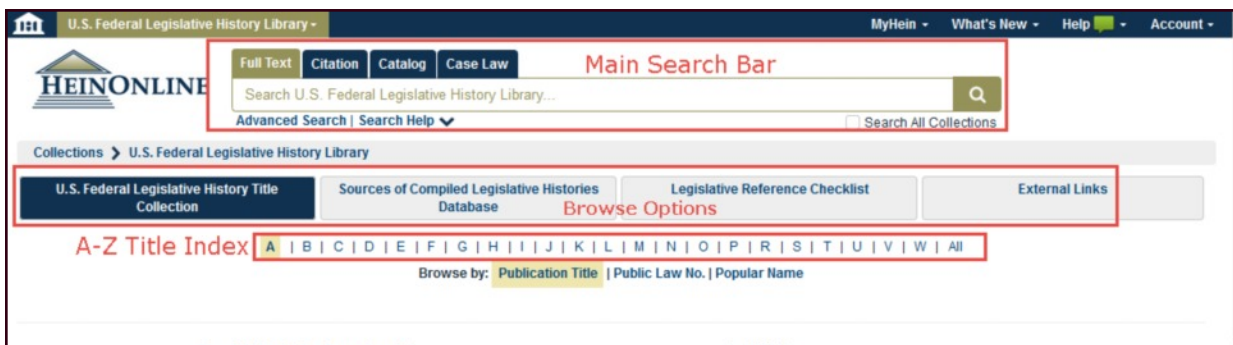 U.S. Federal Legislative History Library
MyHein What's New Help Account
HEINONLINE
Full Text Citation Catalog Case Law
Main Search Bar
Search U.S. Federal Legislative History Library...
Advanced Search | Search Help
Search All Collections
Collections > U.S. Federal Legislative History Library
U.S. Federal Legislative History Title
Collection
Sources of Compiled Legislative Histories
Database
Legislative Reference Checklist
External Links
Browse Options
A-Z Title Index
A | B | C | D | E | F | G | H | I | J | K | L | M | N | O | P | R | S | T | U | V | W | All
Browse by: Publication Title | Public Law No. | Popular Name